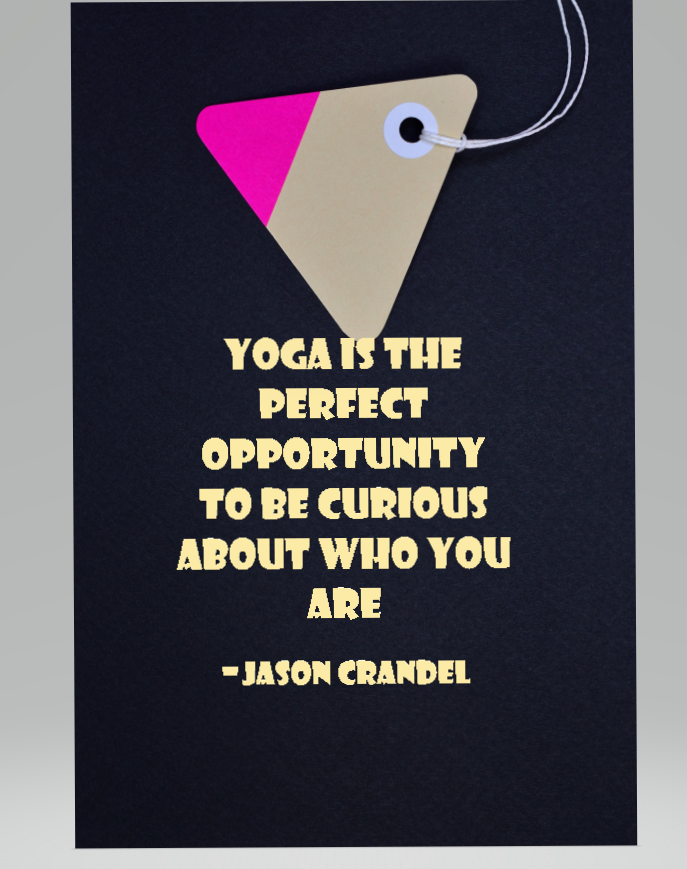 YOGA IS THE
PERFECT
OPPORTUNITY
TO BE CURIOUS
ABOUT WHO YOU
ARE
-JASON CRANDEL